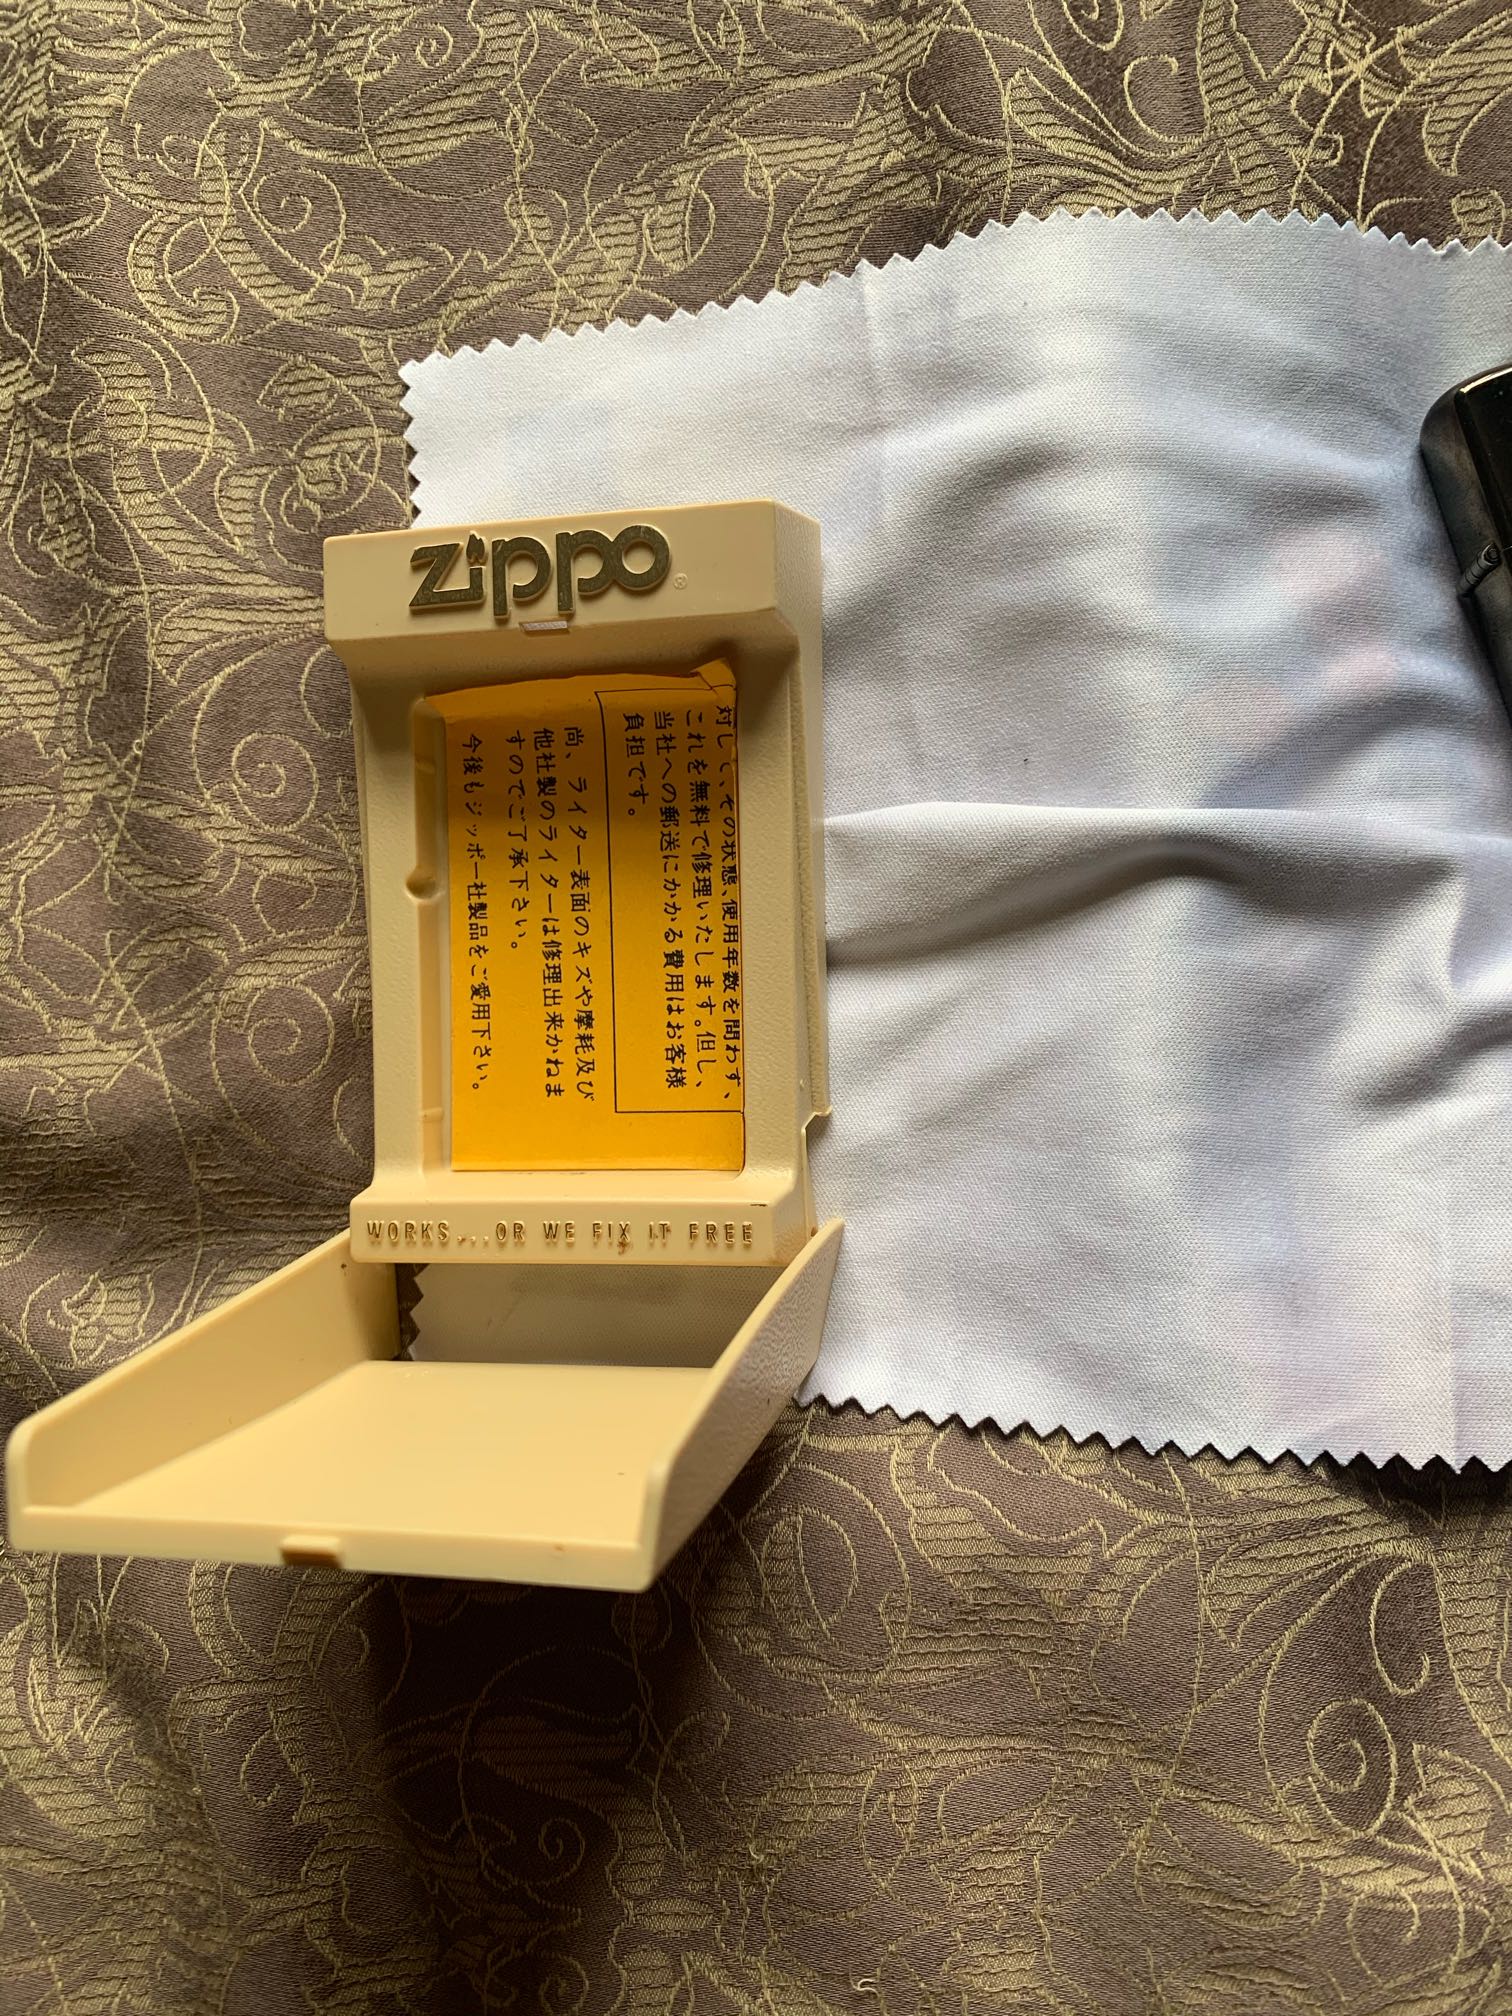 zippo
®
対して、その状態、使用年数を問わず、
これを無料で修理いたします。但し、
当社への郵送にかかる費用はお客様
負担です。
尚、ライター表面のキズや摩耗及び
他社製のライターは修理出来かねま
すのでご了承下さい。
今後もジッポー社製品をご愛用下さい。
WORKS...OR WE FIX IT FREE